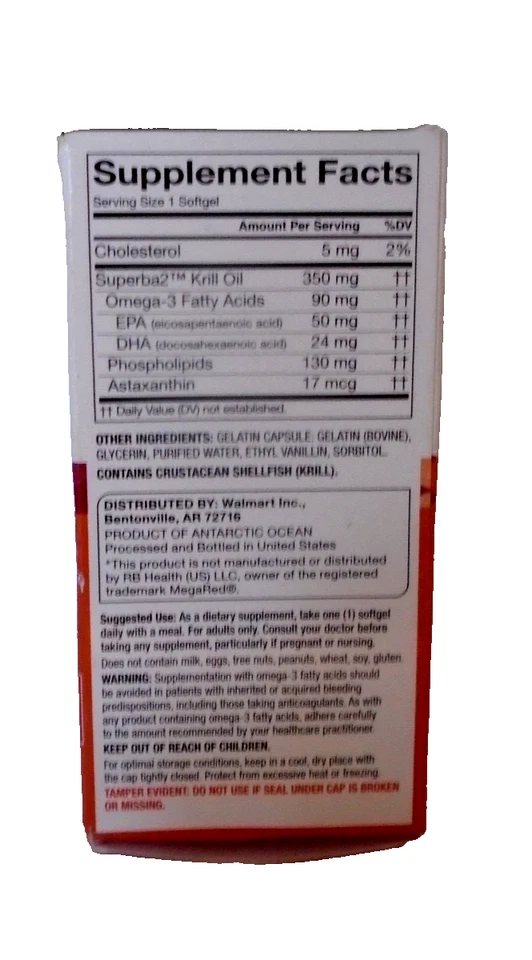 Supplement Facts
Serving Size 1 Softgel
Amount Per Serving %DV
Cholesterol 5 mg 2%
Superba2™ Krill Oil 350 mg ††
Omega-3 Fatty Acids 90 mg ††
EPA (eicosapentaenoic acid) 50 mg ††
DHA (docosahexaenoic acid) 24 mg ††
Phospholipids 130 mg ††
Astaxanthin 17 mcg ††
†† Daily Value (DV) not established.
OTHER INGREDIENTS: GELATIN CAPSULE: GELATIN (BOVINE),
GLYCERIN, PURIFIED WATER, ETHYL VANILLIN, SORBITOL.
CONTAINS CRUSTACEAN SHELLFISH (KRILL).
DISTRIBUTED BY: Walmart Inc.,
Bentonville, AR 72716
PRODUCT OF ANTARCTIC OCEAN
Processed and Bottled in United States
*This product is not manufactured or distributed
by RB Health (US) LLC, owner of the registered
trademark MegaRed®.
Suggested Use: As a dietary supplement, take one (1) softgel
daily with a meal. For adults only. Consult your doctor before
taking any supplement, particularly if pregnant or nursing.
Does not contain milk, eggs, tree nuts, peanuts, wheat, soy, gluten.
WARNING: Supplementation with omega-3 fatty acids should
be avoided in patients with inherited or acquired bleeding
predispositions, including those taking anticoagulants. As with
any product containing omega-3 fatty acids, adhere carefully
to the amount recommended by your healthcare practitioner.
KEEP OUT OF REACH OF CHILDREN.
For optimal storage conditions, keep in a cool, dry place with
the cap tightly closed. Protect from excessive heat or freezing.
TAMPER EVIDENT: DO NOT USE IF SEAL UNDER CAP IS BROKEN
OR MISSING.